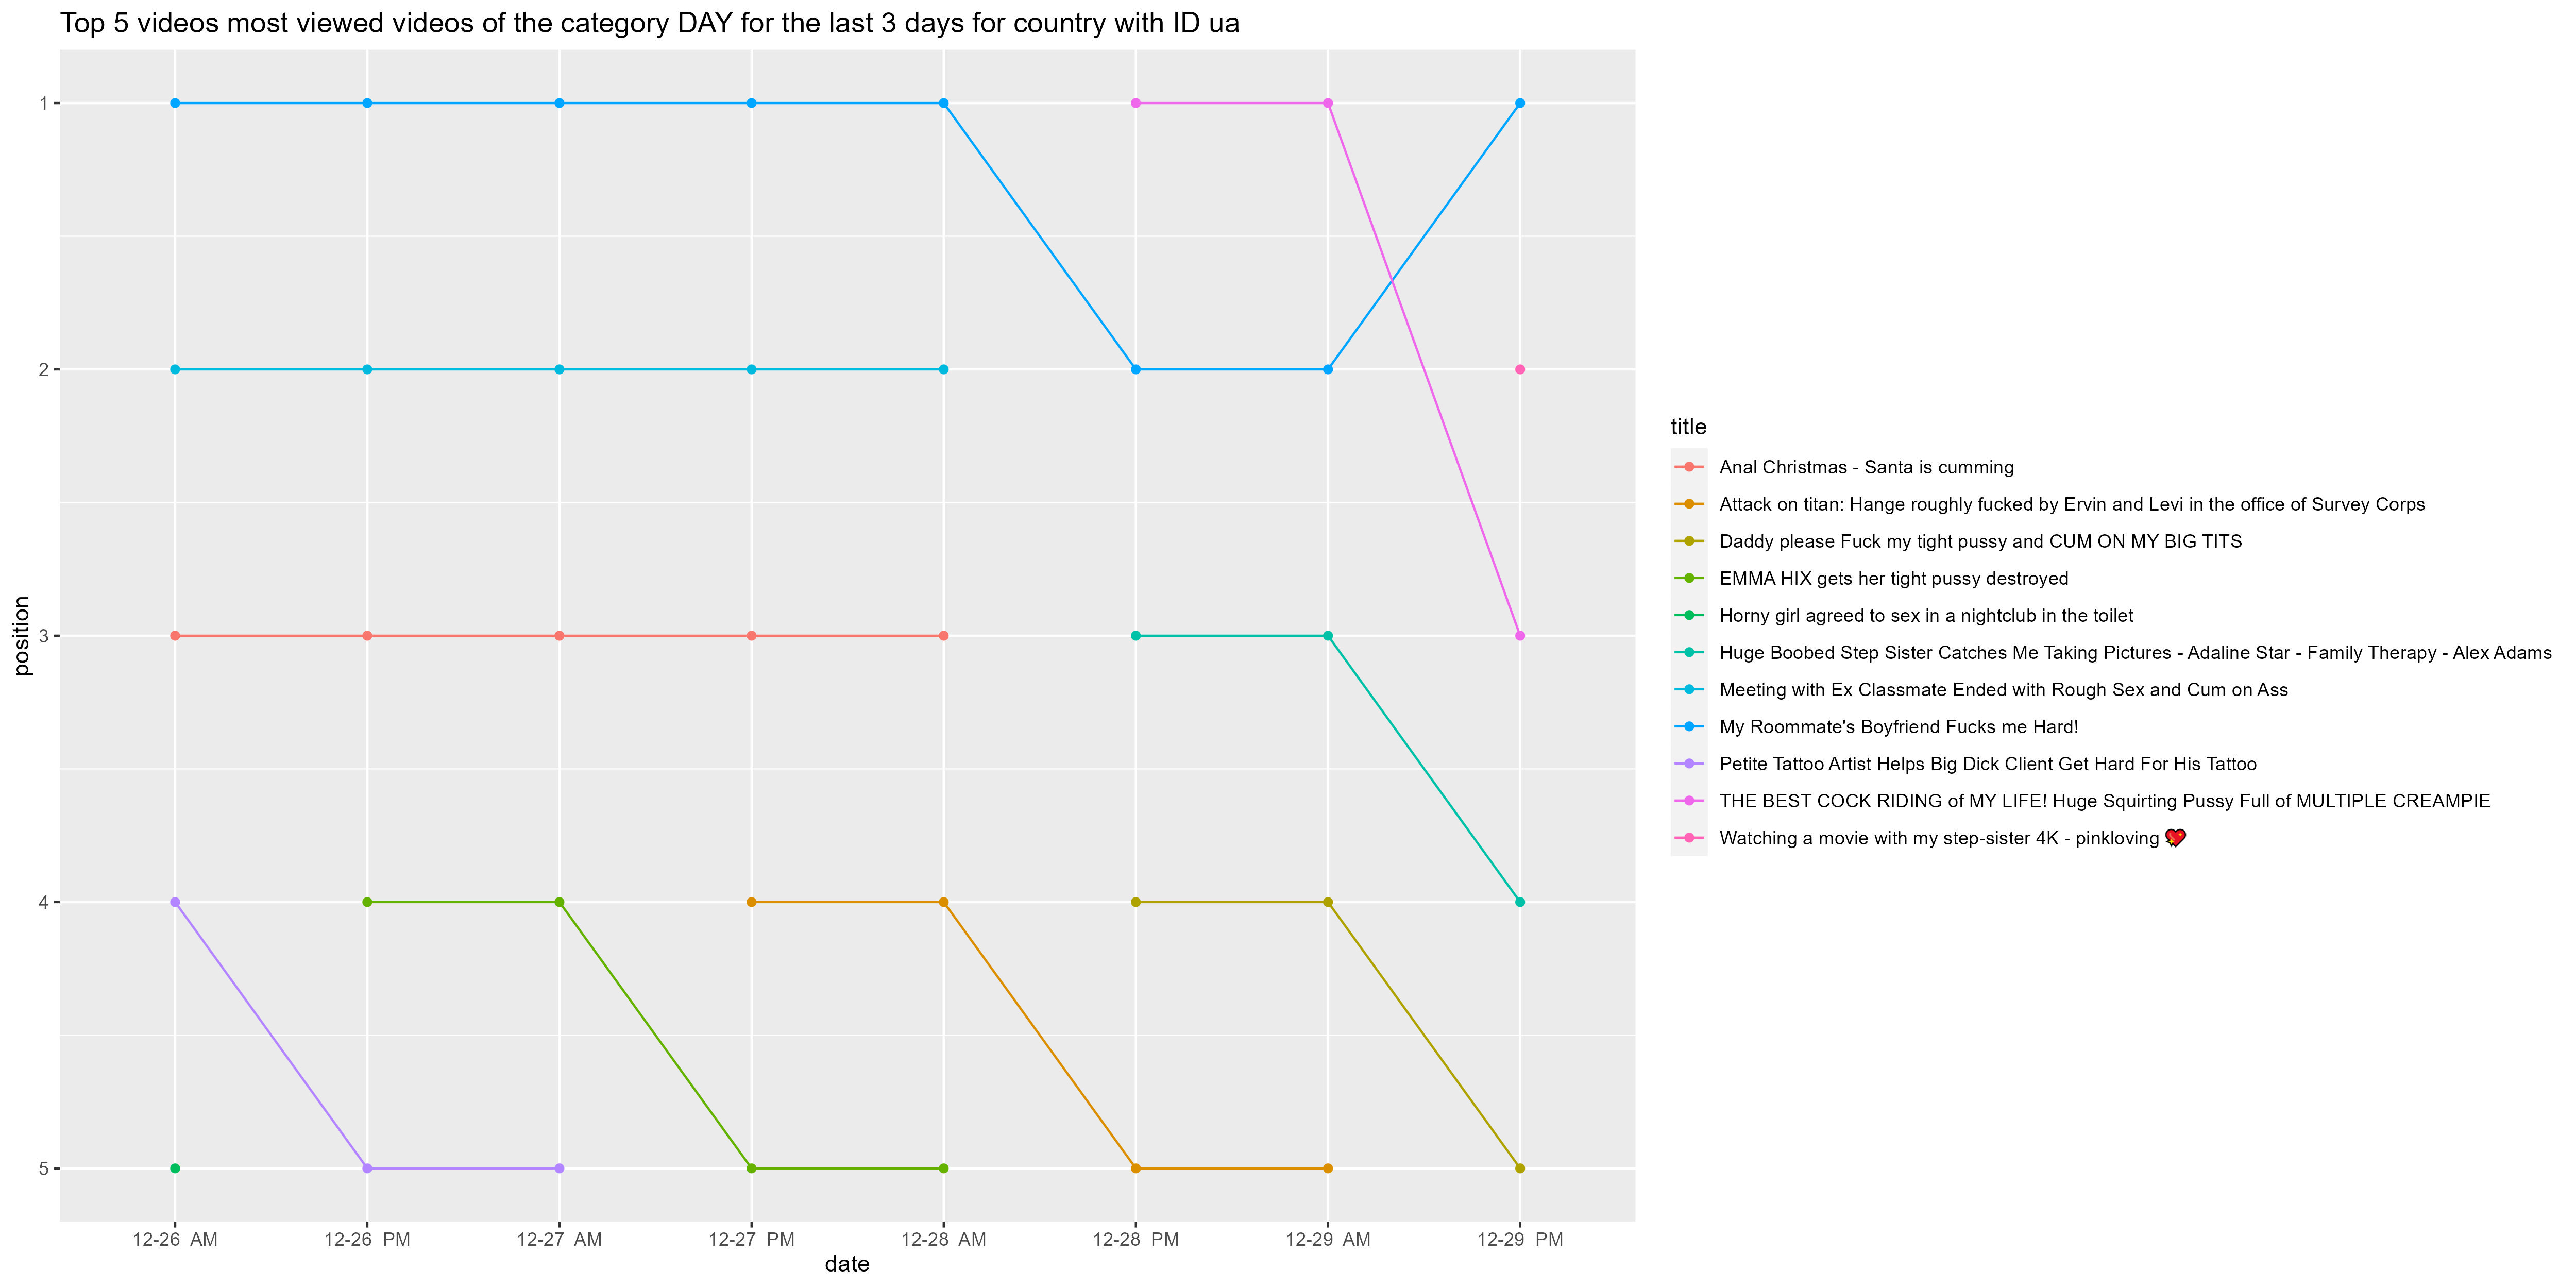 Top 5 videos most viewed videos of the category DAY for the last 3 days for country with ID ua
1
2
3
4
5
position
12-26 AM
12-26 PM
12-27 AM
12-27 PM
12-28 AM
12-28 PM
12-29 AM
12-29 PM
date
title
Anal Christmas - Santa is cumming
Attack on titan: Hange roughly fucked by Ervin and Levi in the office of Survey Corps
Daddy please Fuck my tight pussy and CUM ON MY BIG TITS
EMMA HIX gets her tight pussy destroyed
Horny girl agreed to sex in a nightclub in the toilet
Huge Boobed Step Sister Catches Me Taking Pictures - Adaline Star - Family Therapy - Alex Adams
Meeting with Ex Classmate Ended with Rough Sex and Cum on Ass
My Roommate's Boyfriend Fucks me Hard!
Petite Tattoo Artist Helps Big Dick Client Get Hard For His Tattoo
THE BEST COCK RIDING of MY LIFE! Huge Squirting Pussy Full of MULTIPLE CREAMPIE
Watching a movie with my step-sister 4K - pinkloving 💖